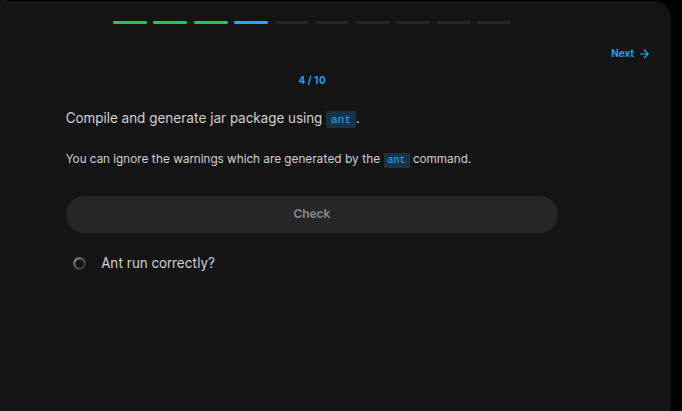 Next →
4 / 10
Compile and generate jar package using ant.
You can ignore the warnings which are generated by the ant command.
Check
Ant run correctly?